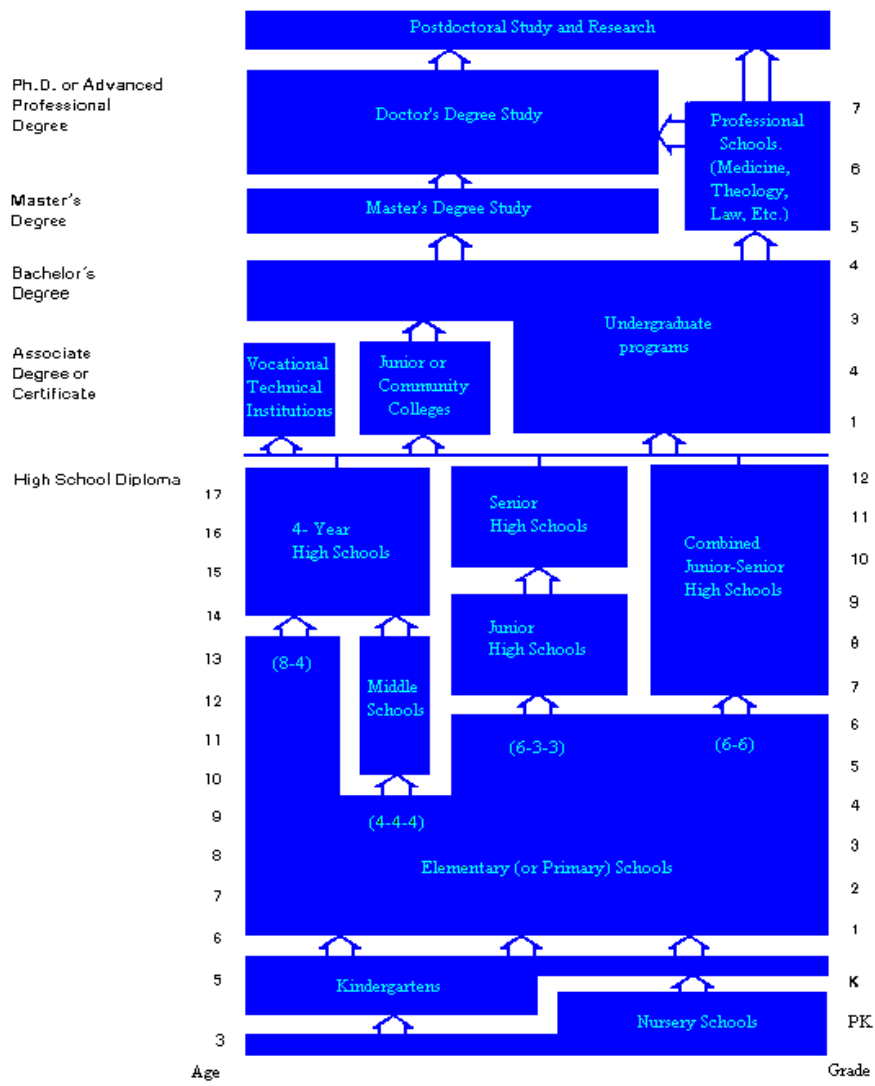 Postdoctoral Study and Research
Ph.D. or Advanced
Professional
Degree
Doctor's Degree Study
Professional
Schools.
(Medicine,
Theology,
Law, Etc.)
7
6
Master's
Degree
Master's Degree Study
5
Bachelor's
Degree
4
Undergraduate
programs
3
Associate
Degree or
Certificate
Vocational
Technical
Institutions
Junior or
Community
Colleges
4
1
High School Diploma
17
16
15
14
13
12
11
10
9
8
7
6
5
3
Age
4- Year
High Schools
Senior
High Schools
Combined
Junior-Senior
High Schools
Junior
High Schools
(8-4)
Middle
Schools
(6-3-3)
(6-6)
(4-4-4)
Elementary (or Primary) Schools
Kindergartens
Nursery Schools
12
11
10
9
8
7
6
5
4
3
2
1
K
PK
Grade